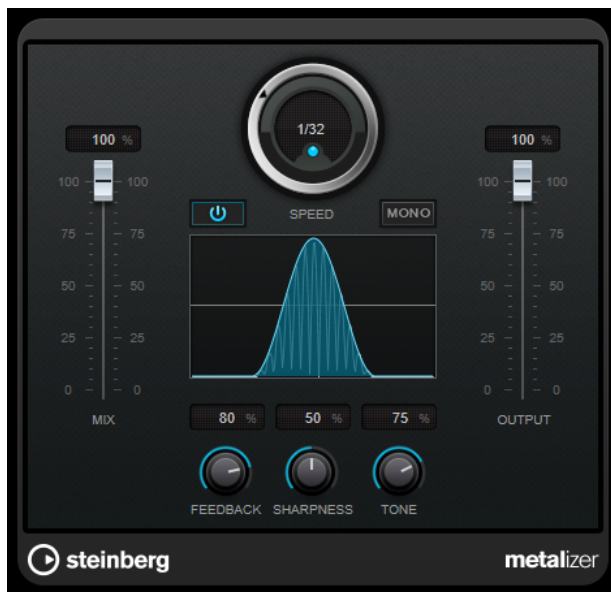 1/32
100 %
100 %
SPEED
MONO
100 100
75 75
50 50
25 25
0 0
MIX
100 100
75 75
50 50
25 25
0 0
OUTPUT
80 % 50 % 75 %
FEEDBACK SHARPNESS TONE
steinberg metalizer